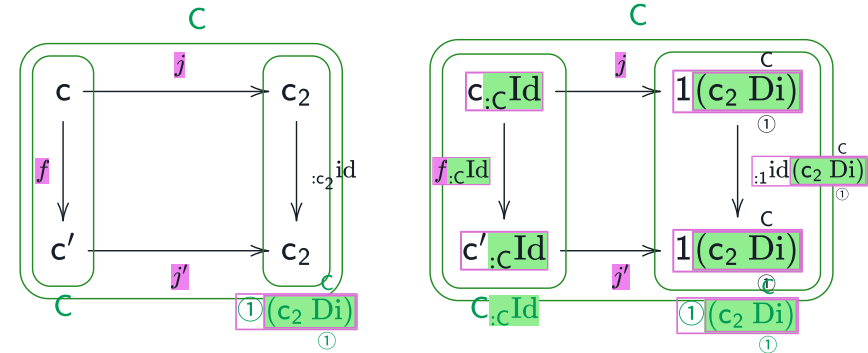 C C
C
j j
c c₂ c:CId 1(c₂ Di)
①
C
f :c₂id f:CId :1id(c₂ Di)
①
C
c′ c₂ c′:CId 1(c₂ Di)
①
j′ j′
C C
C ①(c₂ Di) C:CId ①(c₂ Di)
① ①